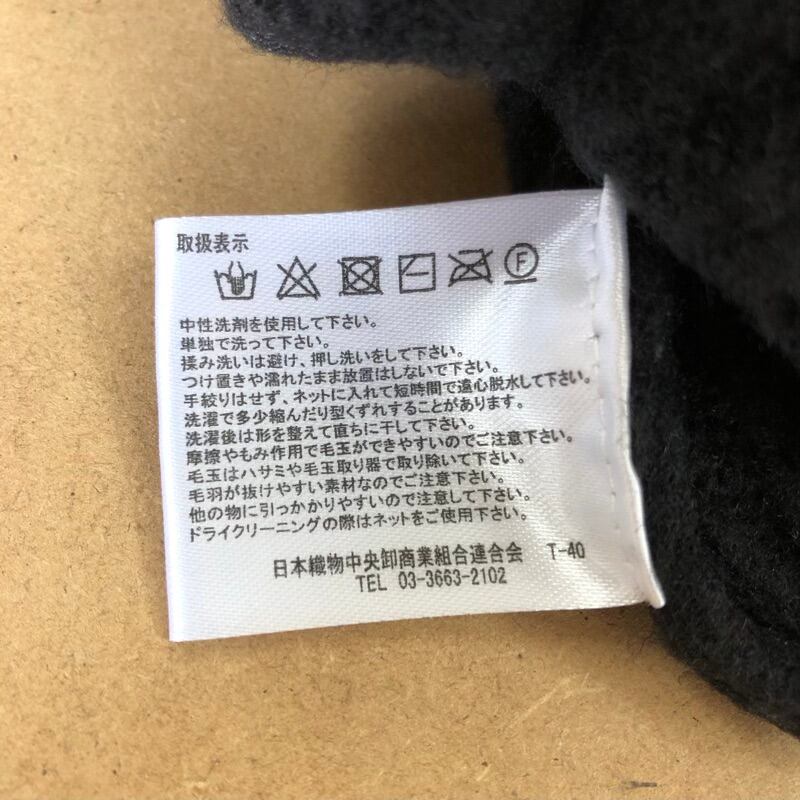 取扱表示
F
中性洗剤を使用して下さい。
単独で洗って下さい。
揉み洗いは避け、押し洗いをして下さい。
つけ置きや濡れたまま放置はしないで下さい。
手絞りはせず、ネットに入れて短時間で遠心脱水して下さい。
洗濯で多少縮んだり型くずれすることがあります。
洗濯後は形を整えて直ちに干して下さい。
摩擦やもみ作用で毛玉ができやすいのでご注意下さい。
毛玉はハサミや毛玉取り器で取り除いて下さい。
毛羽が抜けやすい素材なのでご注意下さい。
他の物に引っかかりやすいので注意して下さい。
ドライクリーニングの際はネットをご使用下さい。
日本織物中央卸商業組合連合会 T-40
TEL 03-3663-2102